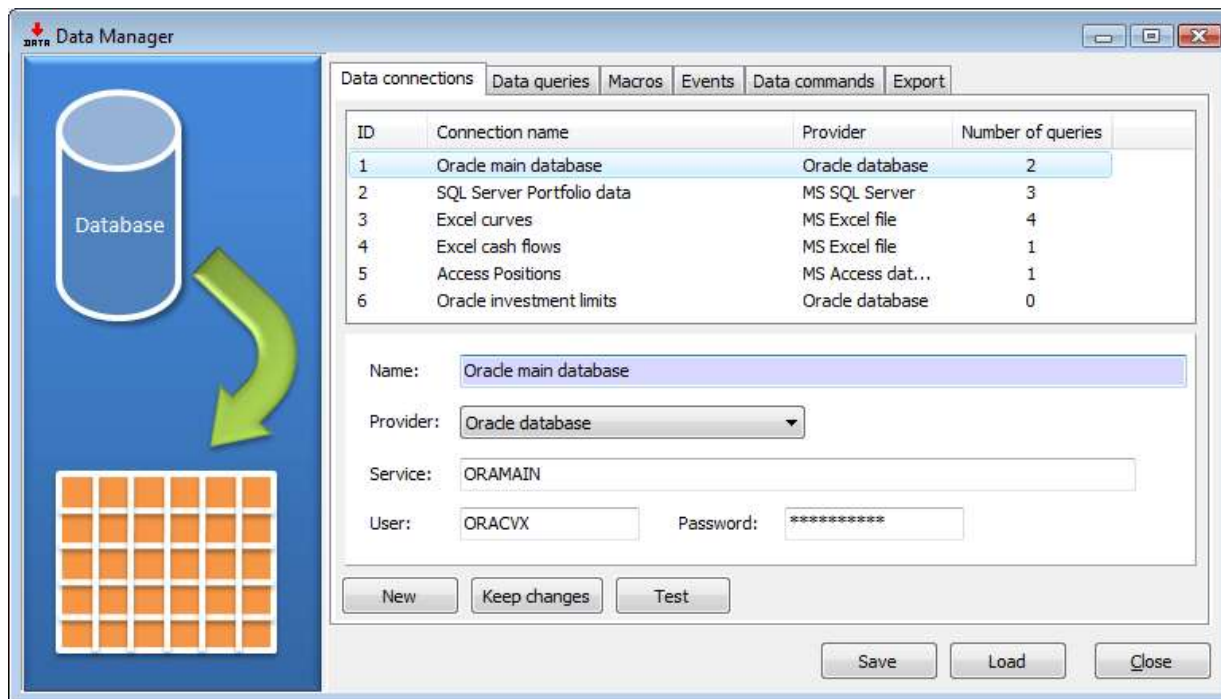 DATA Data Manager
Database
Data connections Data queries Macros Events Data commands Export
ID Connection name Provider Number of queries
1 Oracle main database Oracle database 2
2 SQL Server Portfolio data MS SQL Server 3
3 Excel curves MS Excel file 4
4 Excel cash flows MS Excel file 1
5 Access Positions MS Access dat... 1
6 Oracle investment limits Oracle database 0
Name: Oracle main database
Provider: Oracle database
Service: ORAMAIN
User: ORACVX Password: **********
New Keep changes Test
Save Load Close